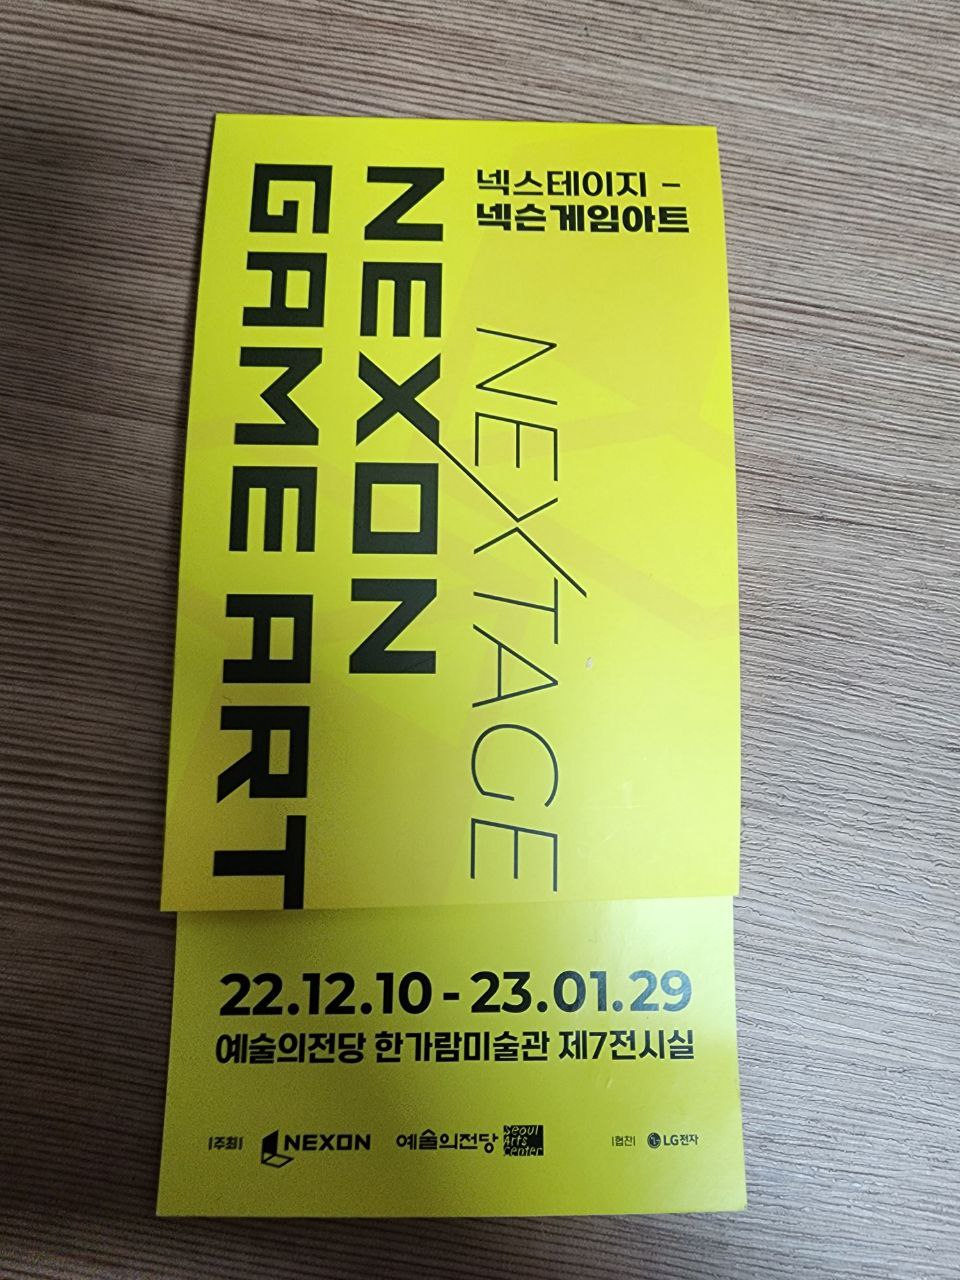 넥스테이지 –
넥슨게임아트
NEXTAGE
NEXON
GAME ART
22.12.10 - 23.01.29
예술의전당 한가람미술관 제7전시실
|주최| NEXON 예술의전당 Seoul Arts Center |협찬| LG전자